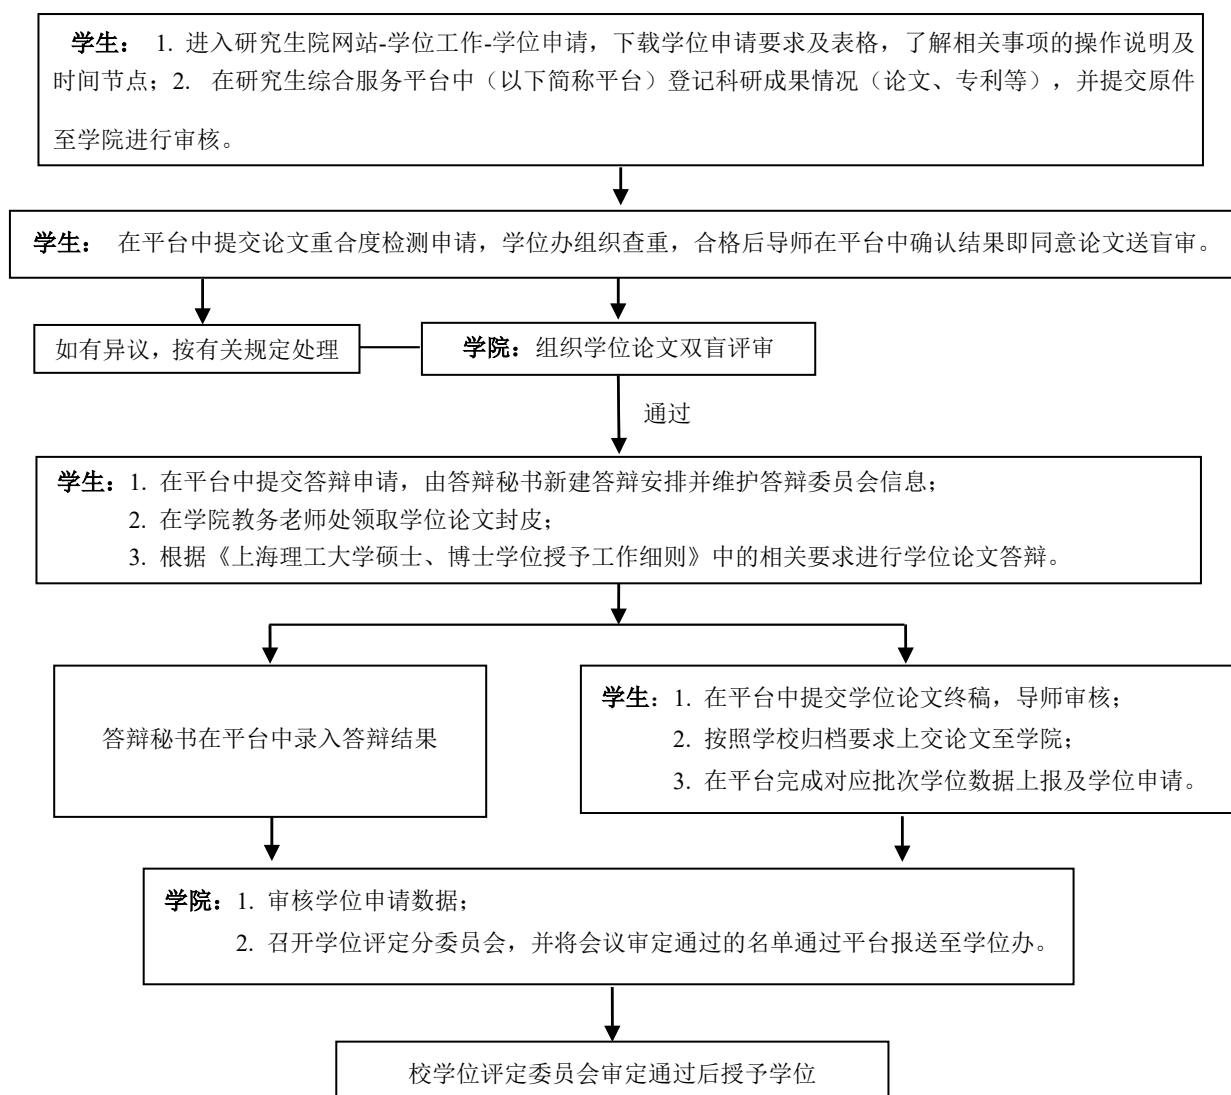 学生： 1. 进入研究生院网站-学位工作-学位申请，下载学位申请要求及表格，了解相关事项的操作说明及
时间节点；2. 在研究生综合服务平台中（以下简称平台）登记科研成果情况（论文、专利等），并提交原件
至学院进行审核。
学生： 在平台中提交论文重合度检测申请，学位办组织查重，合格后导师在平台中确认结果即同意论文送盲审。
如有异议，按有关规定处理
学院：组织学位论文双盲评审
通过
学生：1. 在平台中提交答辩申请，由答辩秘书新建答辩安排并维护答辩委员会信息；
2. 在学院教务老师处领取学位论文封皮；
3. 根据《上海理工大学硕士、博士学位授予工作细则》中的相关要求进行学位论文答辩。
答辩秘书在平台中录入答辩结果
学生：1. 在平台中提交学位论文终稿，导师审核；
2. 按照学校归档要求上交论文至学院；
3. 在平台完成对应批次学位数据上报及学位申请。
学院：1. 审核学位申请数据；
2. 召开学位评定分委员会，并将会议审定通过的名单通过平台报送至学位办。
校学位评定委员会审定通过后授予学位